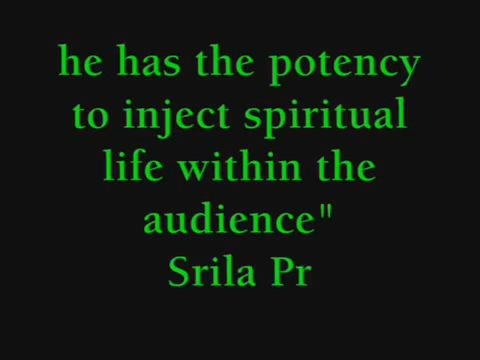 he has the potency
to inject spiritual
life within the
audience"
Srila Pr